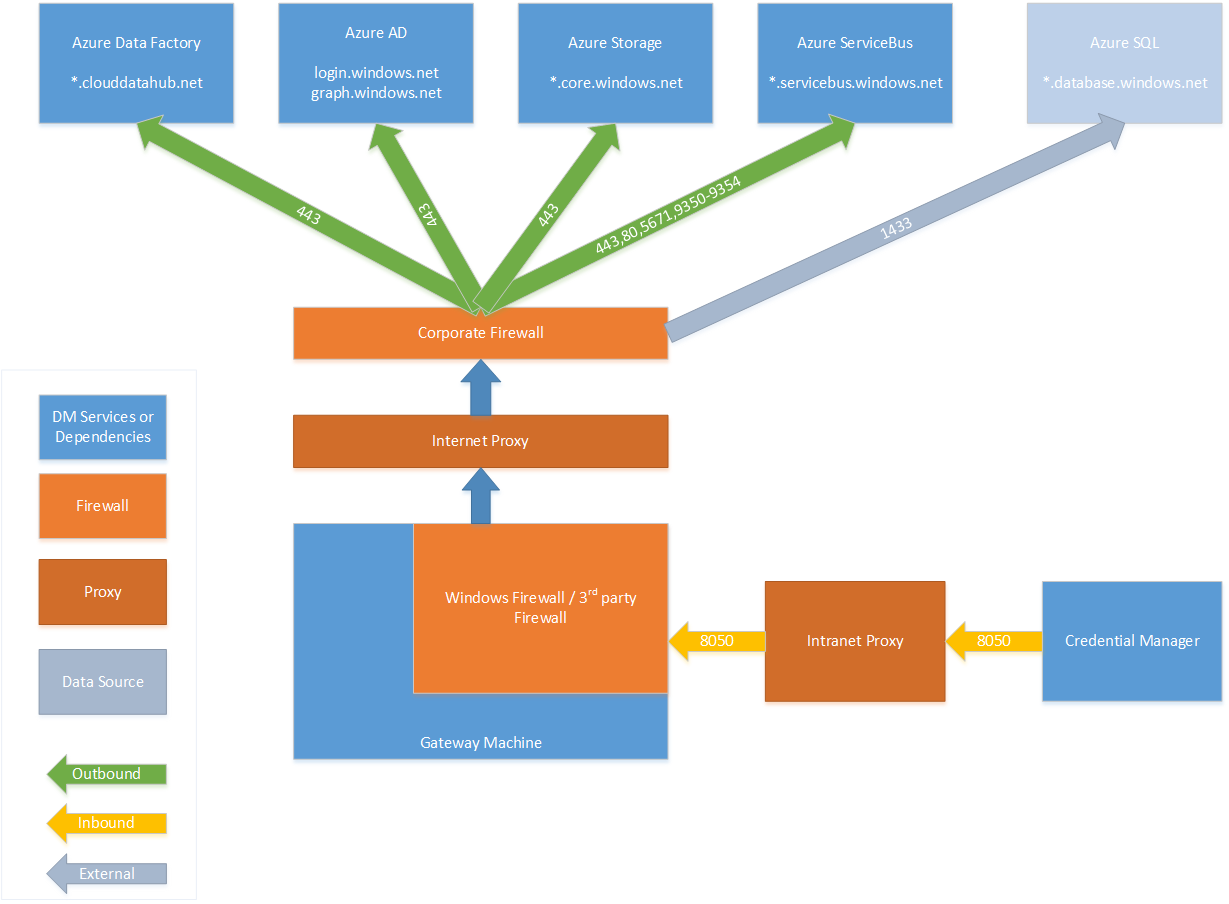 Azure Data Factory
*.clouddatahub.net
Azure AD
login.windows.net
graph.windows.net
Azure Storage
*.core.windows.net
Azure ServiceBus
*.servicebus.windows.net
Azure SQL
*.database.windows.net
443
443
443
443,80,5671,9350-9354
1433
Corporate Firewall
Internet Proxy
Windows Firewall / 3rd party
Firewall
Gateway Machine
8050
Intranet Proxy
8050
Credential Manager
DM Services or
Dependencies
Firewall
Proxy
Data Source
Outbound
Inbound
External